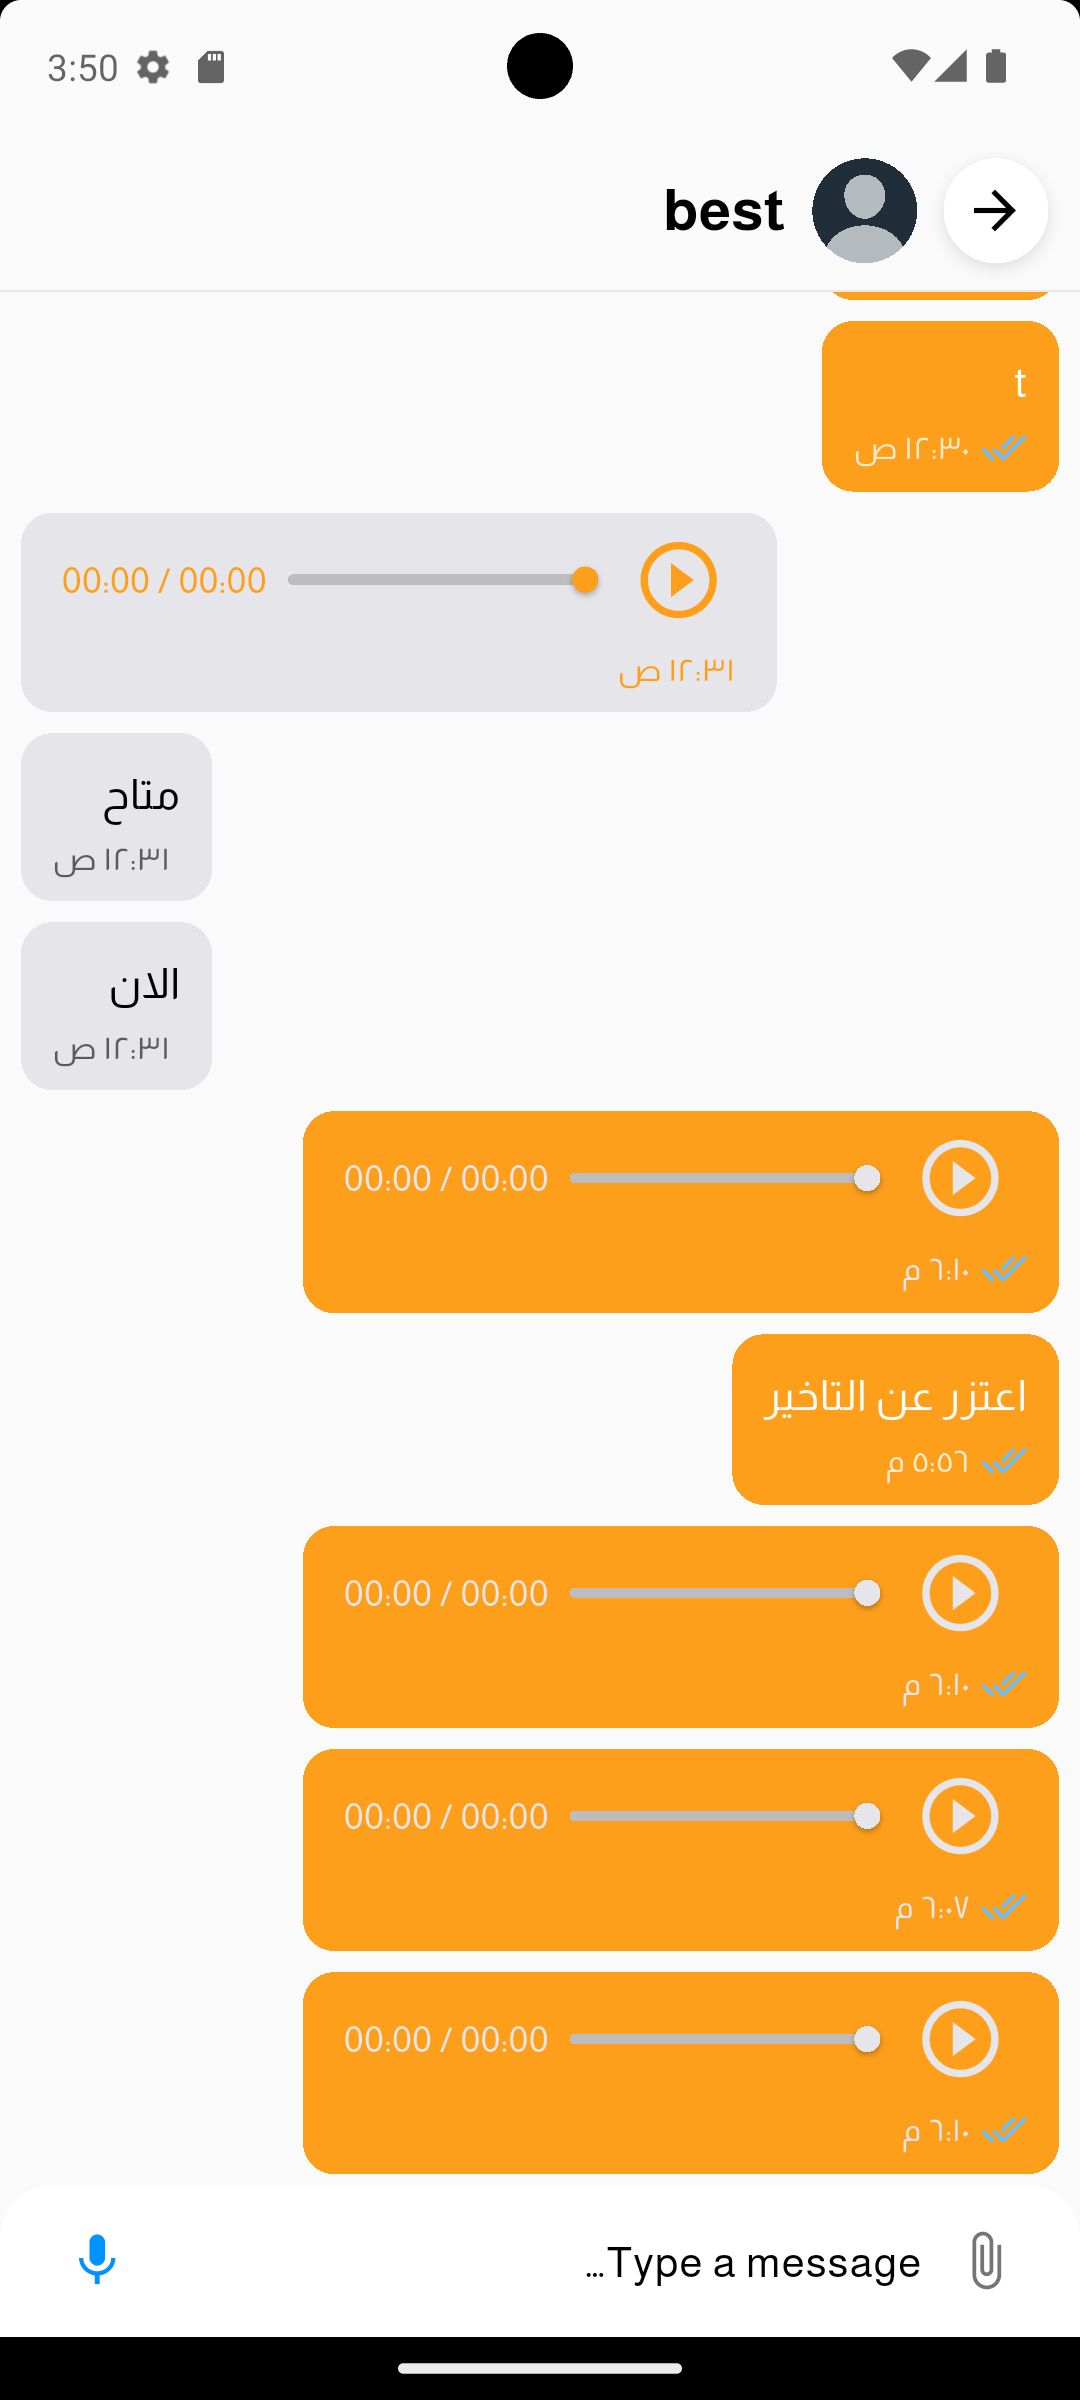 3:50
best
t
١٢:٣٠ ص
00:00 / 00:00
١٢:٣١ ص
متاح
١٢:٣١ ص
الان
١٢:٣١ ص
00:00 / 00:00
٦:١٠ م
اعتزر عن التاخير
٥:٥٦ م
00:00 / 00:00
٦:١٠ م
00:00 / 00:00
٦:٠٧ م
00:00 / 00:00
٦:١٠ م
Type a message...